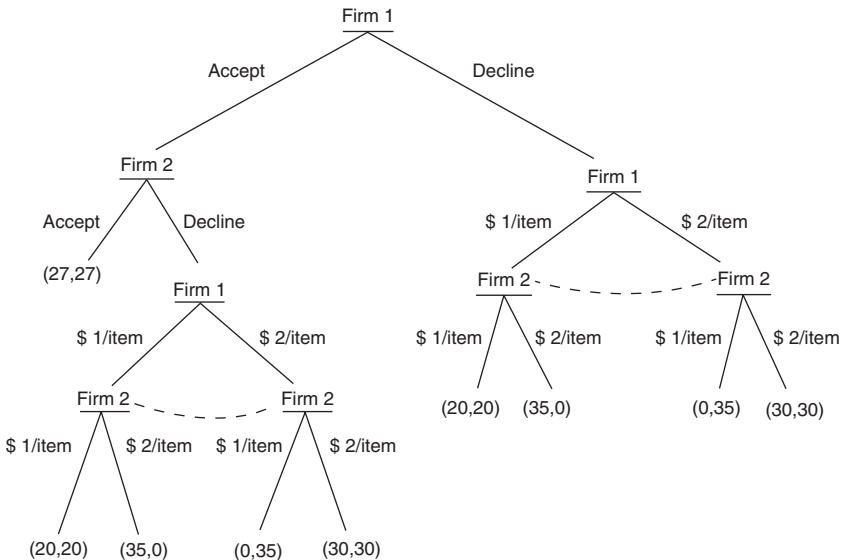 Firm 1
Accept
Decline
Firm 2
Firm 1
Accept
Decline
$ 1/item
$ 2/item
(27,27)
Firm 2
Firm 2
Firm 1
$ 1/item
$ 2/item
$ 1/item
$ 2/item
$ 1/item
$ 2/item
Firm 2
Firm 2
(20,20)
(35,0)
(0,35)
(30,30)
$ 1/item
$ 2/item
$ 1/item
$ 2/item
(20,20)
(35,0)
(0,35)
(30,30)